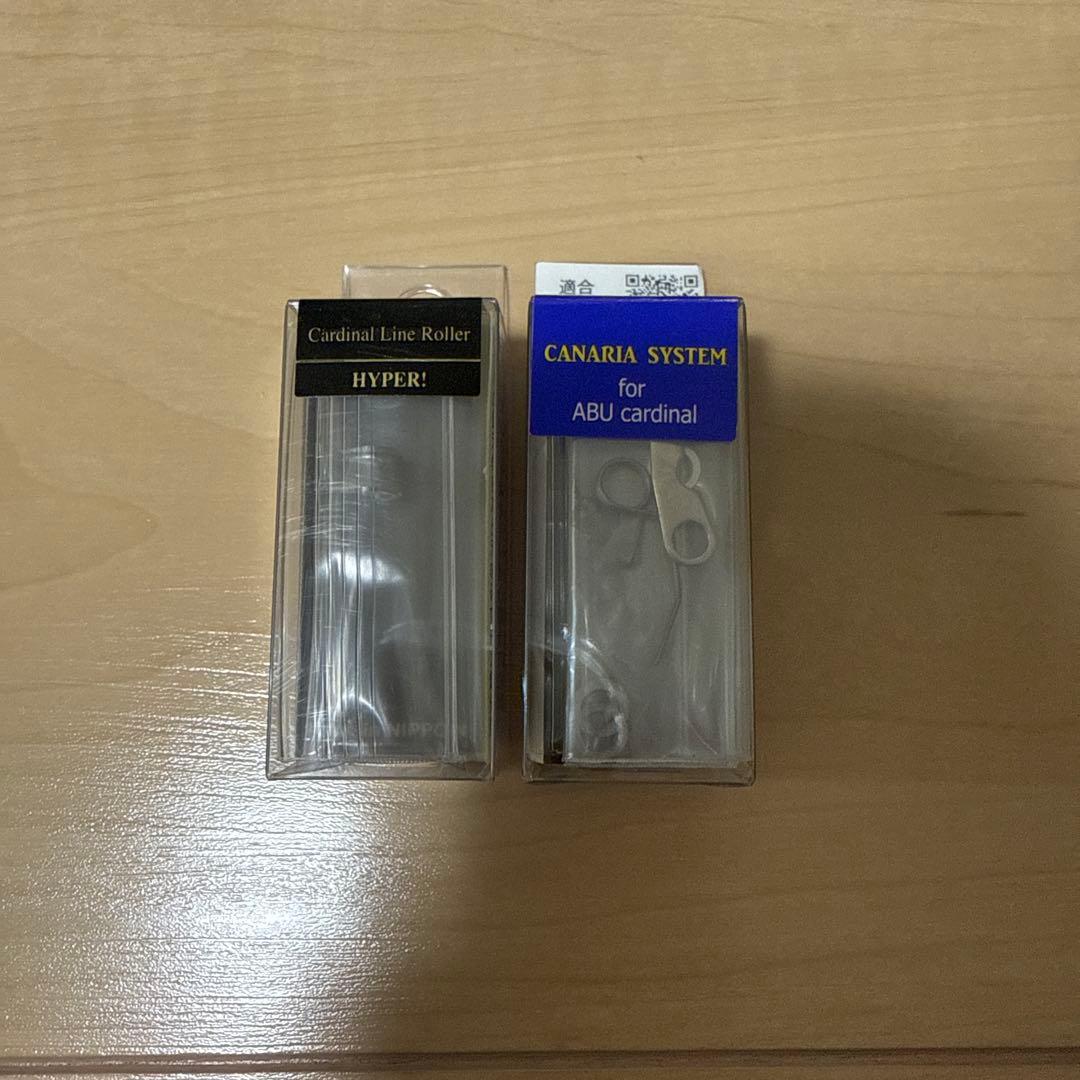 Cardinal Line Roller
HYPER!
適合
CANARIA SYSTEM
for
ABU cardinal
NIPPON